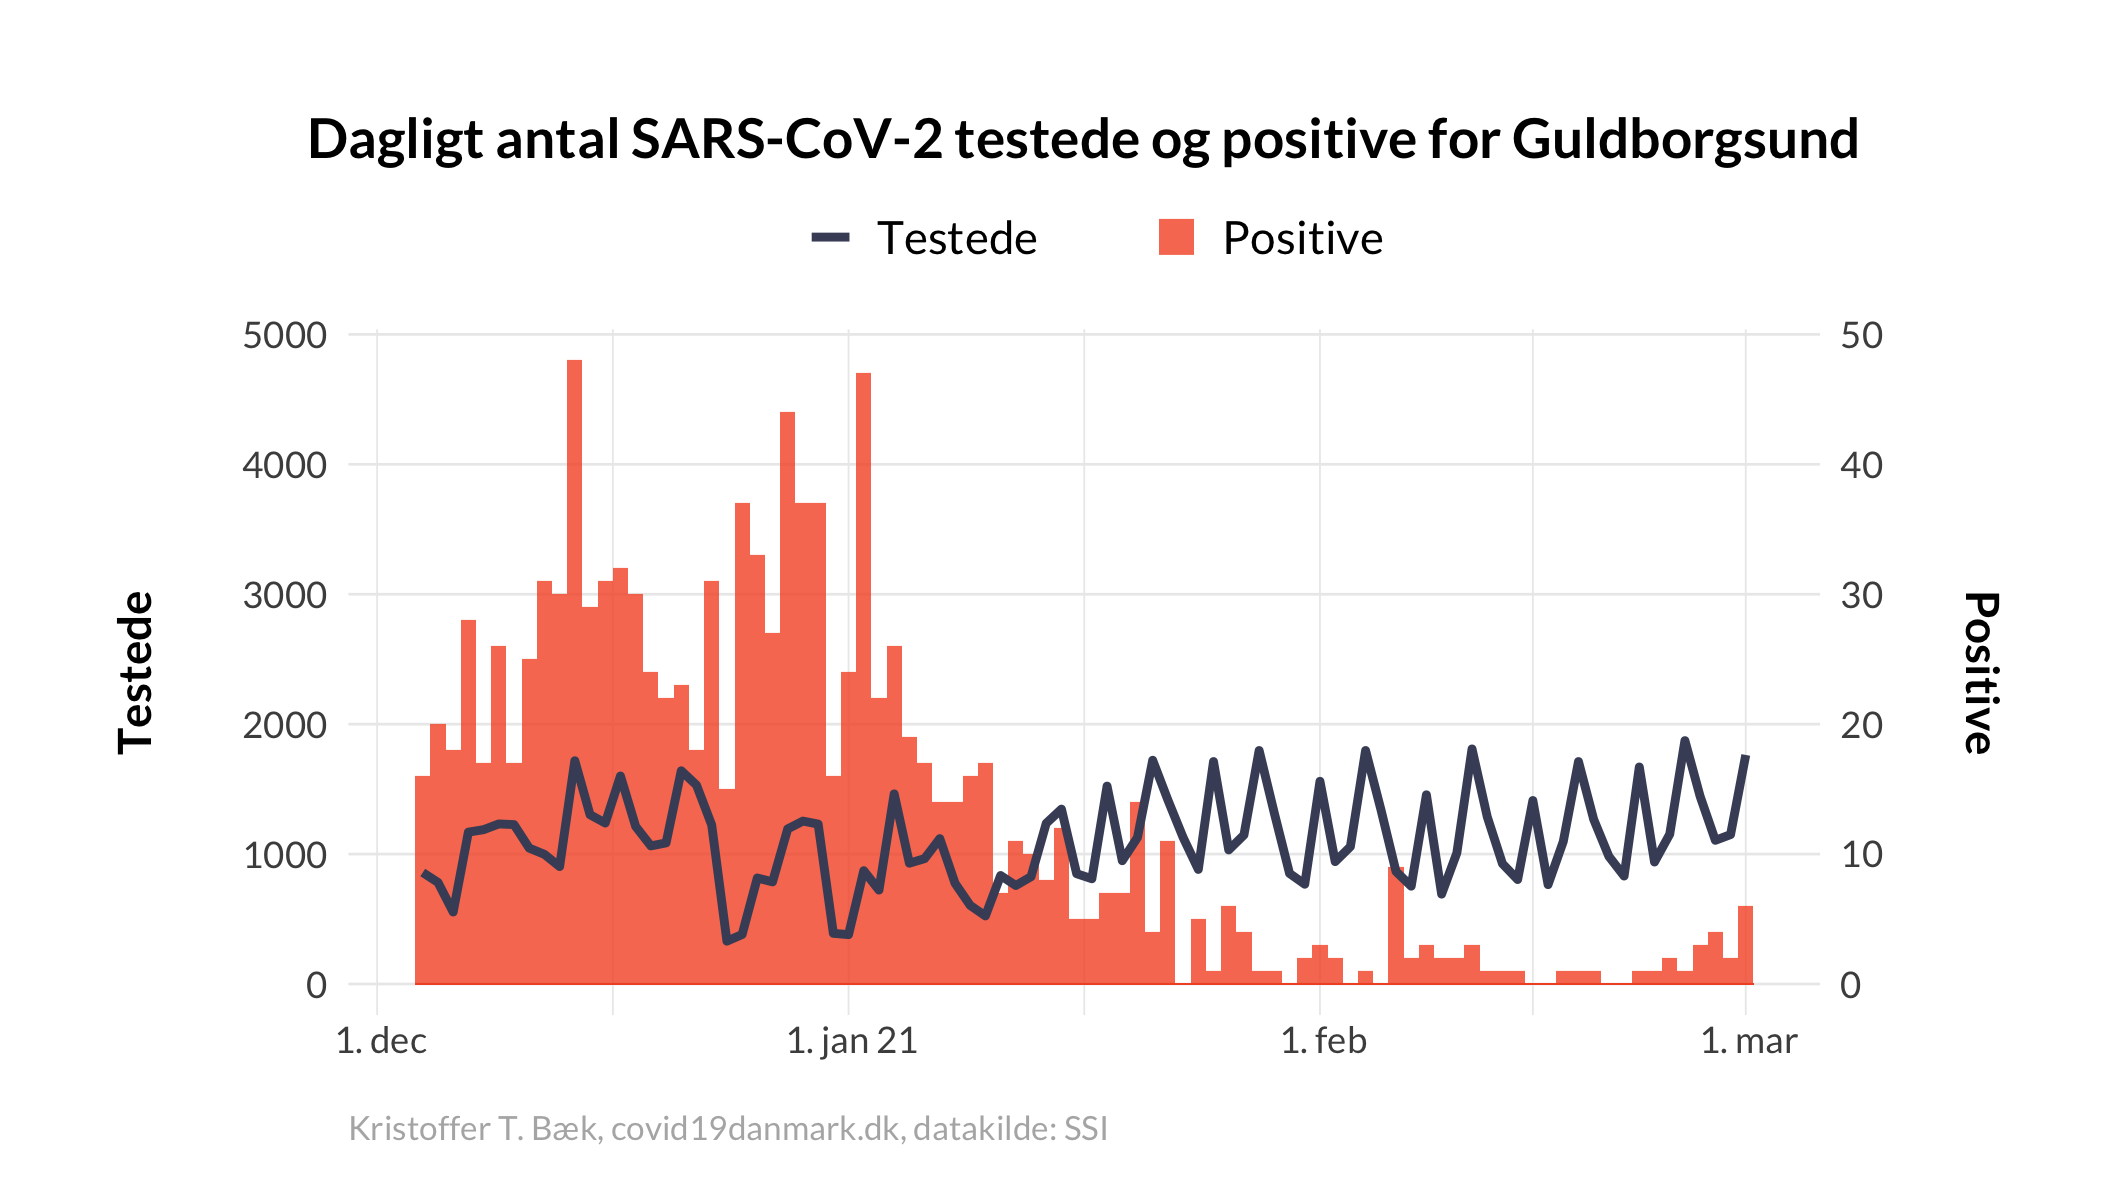 Dagligt antal SARS-CoV-2 testede og positive for Guldborgsund
Testede
Positive
5000
4000
3000
2000
1000
0
Testede
50
40
30
20
10
0
Positive
1. dec
1. jan 21
1. feb
1. mar
Kristoffer T. Bæk, covid19danmark.dk, datakilde: SSI